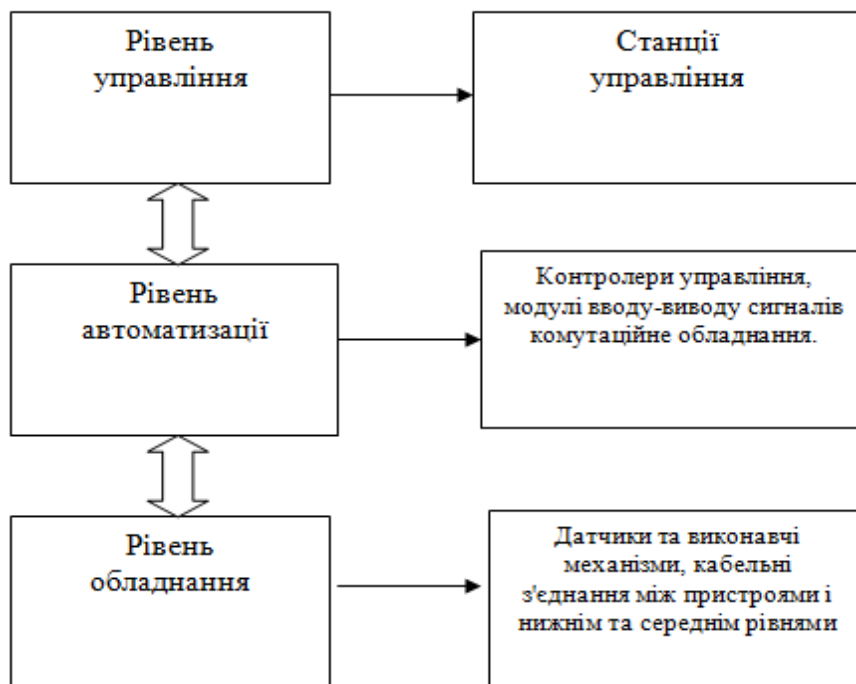 Рівень
управління
Станції
управління
Рівень
автоматизації
Контролери управління,
модулі вводу-виводу сигналів
комутаційне обладнання.
Рівень
обладнання
Датчики та виконавчі
механізми, кабельні
з'єднання між пристроями і
нижнім та середнім рівнями